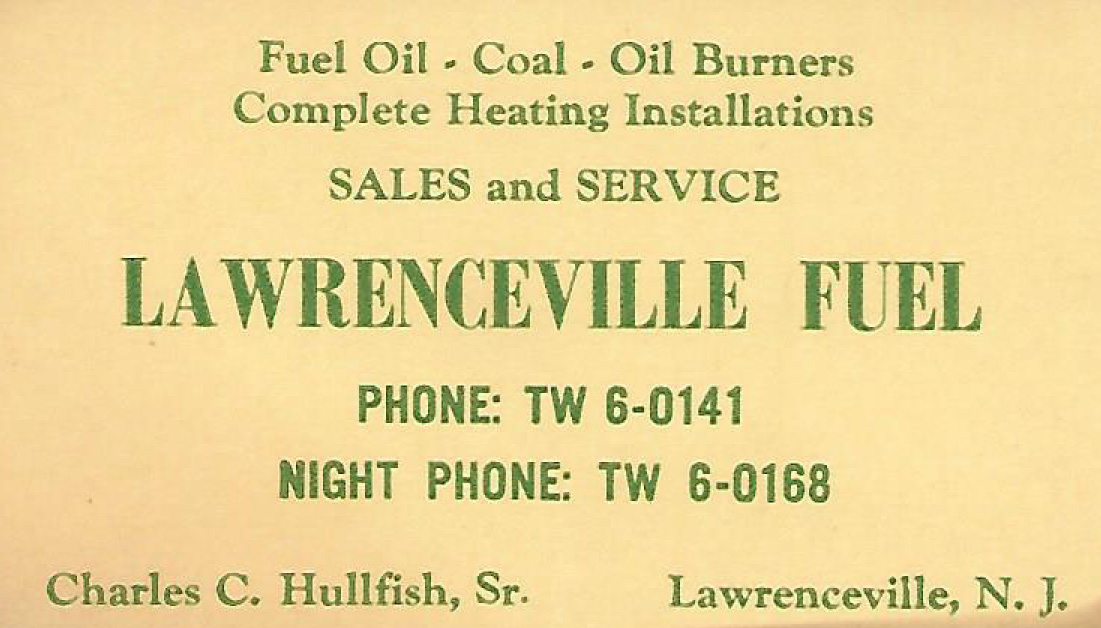 Fuel Oil - Coal - Oil Burners
Complete Heating Installations
SALES and SERVICE
LAWRENCEVILLE FUEL
PHONE: TW 6-0141
NIGHT PHONE: TW 6-0168
Charles C. Hullfish, Sr. Lawrenceville, N. J.